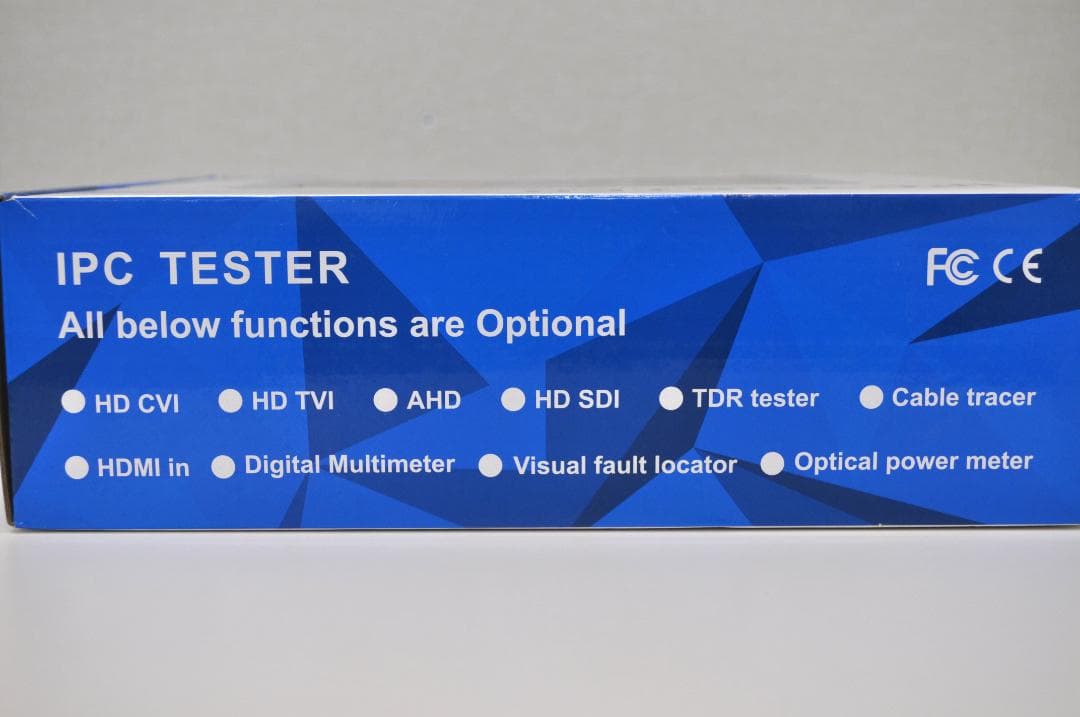 IPC TESTER
FC CE
All below functions are Optional
HD CVI HD TVI AHD HD SDI TDR tester Cable tracer
HDMI in Digital Multimeter Visual fault locator Optical power meter